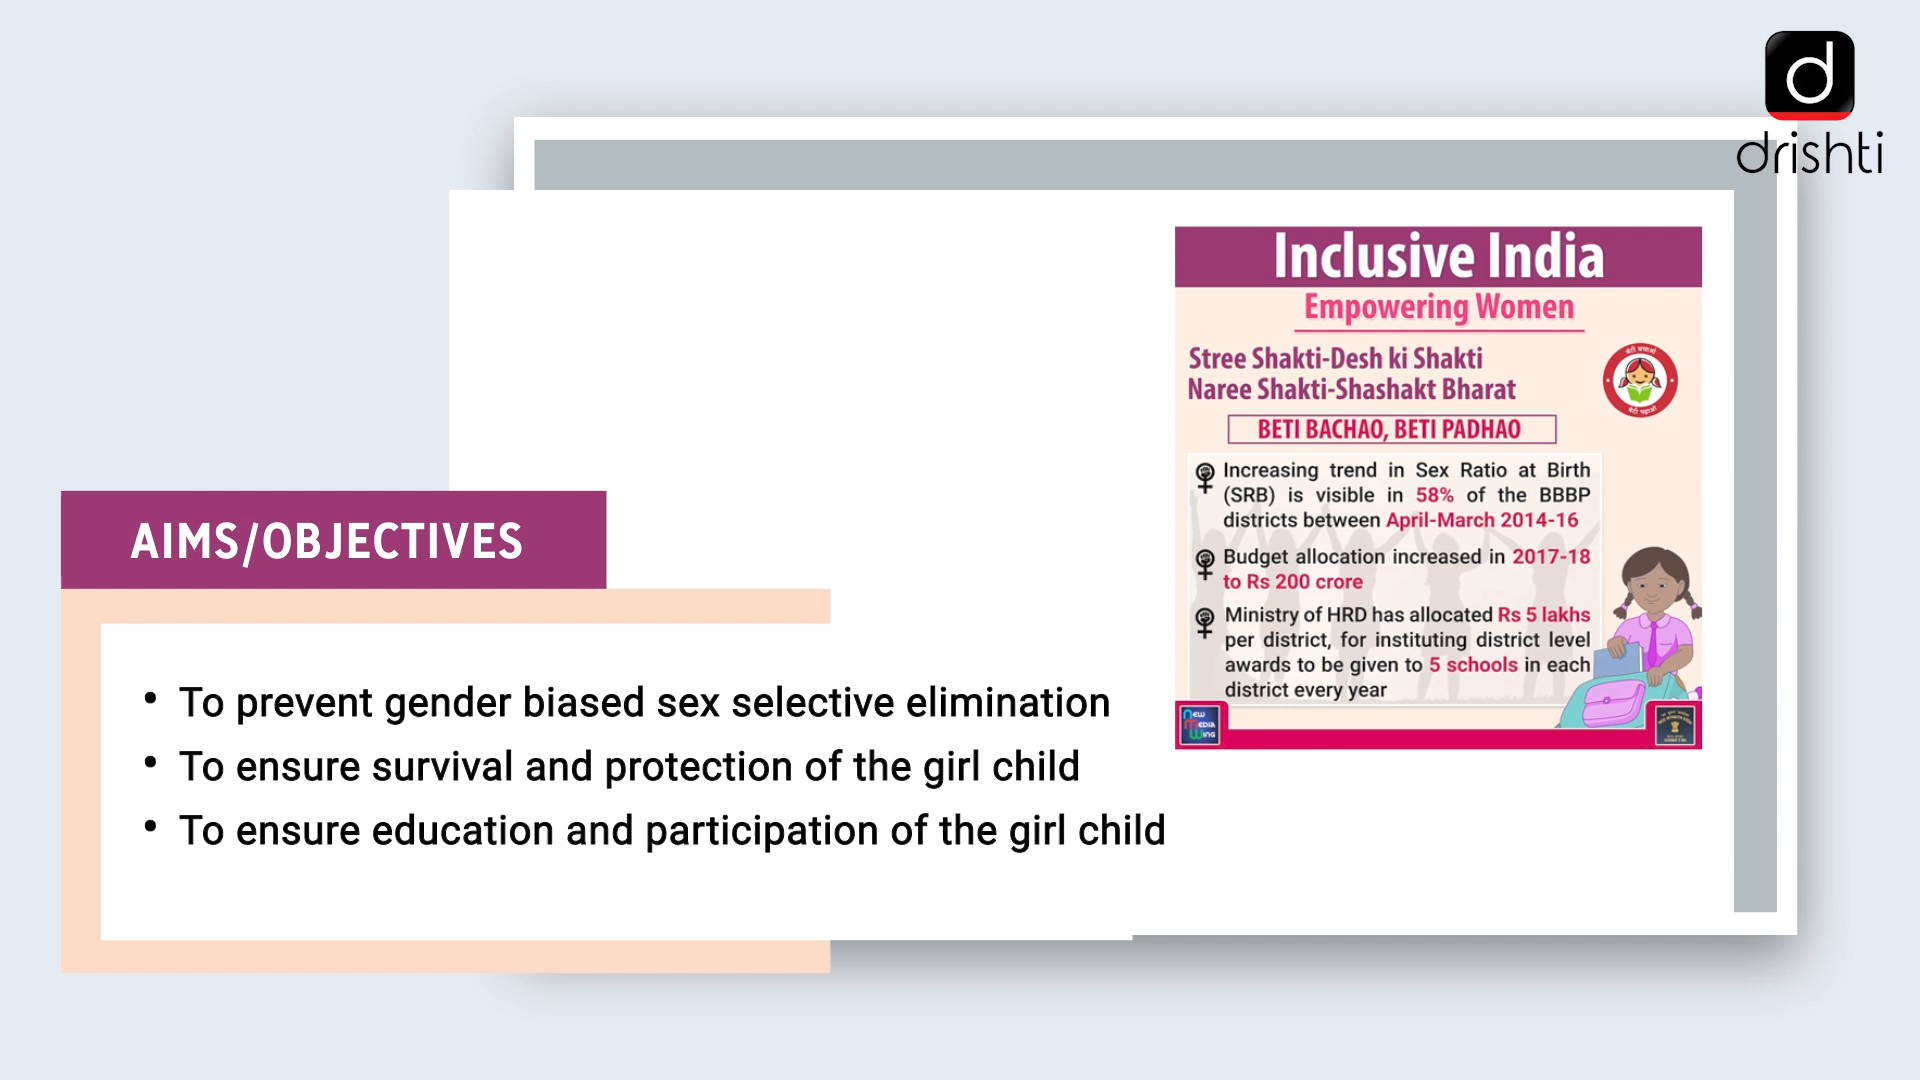 d
drishti
Inclusive India
Empowering Women
Stree Shakti-Desh ki Shakti
Naree Shakti-Shashakt Bharat
बेटी बचाओ
बेटी पढ़ाओ
BETI BACHAO, BETI PADHAO
Increasing trend in Sex Ratio at Birth
(SRB) is visible in 58% of the BBBP
districts between April-March 2014-16
Budget allocation increased in 2017-18
to Rs 200 crore
Ministry of HRD has allocated Rs 5 lakhs
per district, for instituting district level
awards to be given to 5 schools in each
district every year
NEW
MEDIA
WING
AIMS/OBJECTIVES
• To prevent gender biased sex selective elimination
• To ensure survival and protection of the girl child
• To ensure education and participation of the girl child